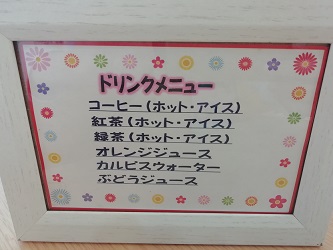 ドリンクメニュー
コーヒー(ホット・アイス)
紅茶(ホット・アイス)
緑茶(ホット・アイス)
オレンジジュース
カルピスウォーター
ぶどうジュース